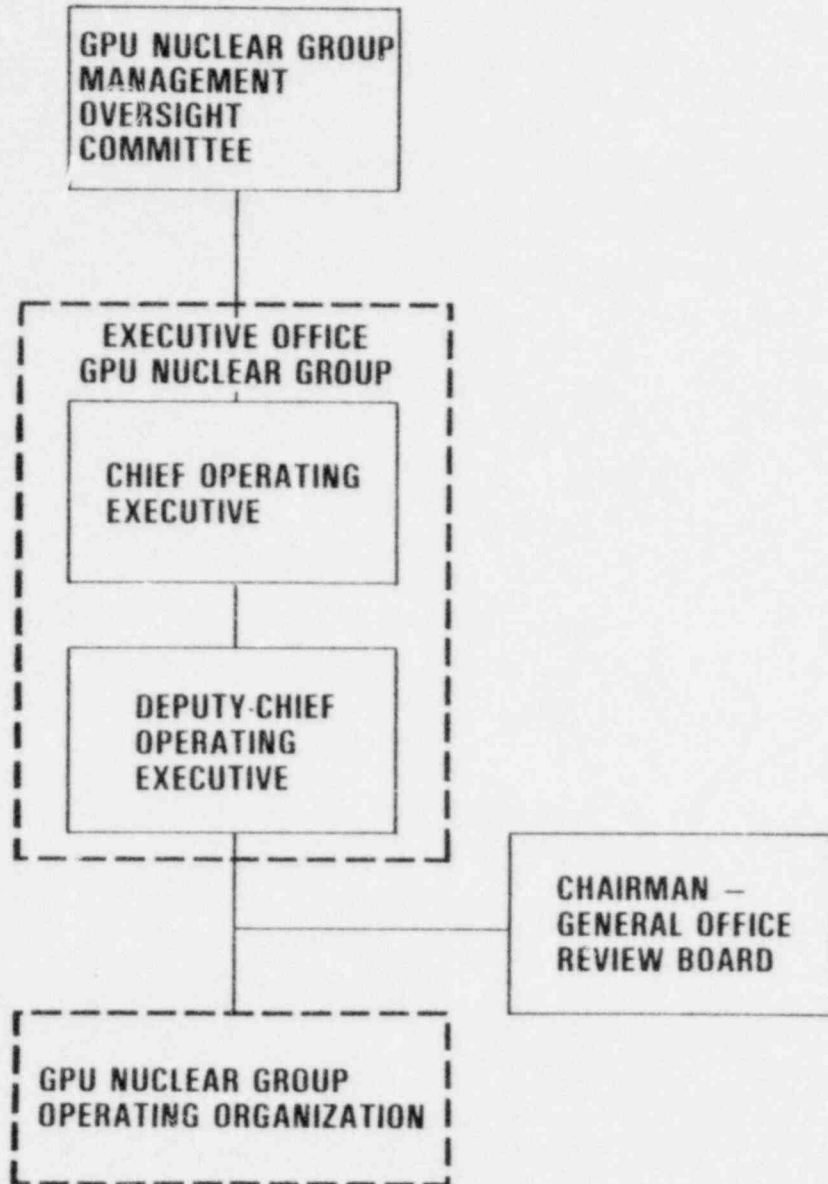 GPU NUCLEAR GROUP
MANAGEMENT
OVERSIGHT
COMMITTEE
EXECUTIVE OFFICE
GPU NUCLEAR GROUP
CHIEF OPERATING
EXECUTIVE
DEPUTY-CHIEF
OPERATING
EXECUTIVE
CHAIRMAN –
GENERAL OFFICE
REVIEW BOARD
GPU NUCLEAR GROUP
OPERATING ORGANIZATION